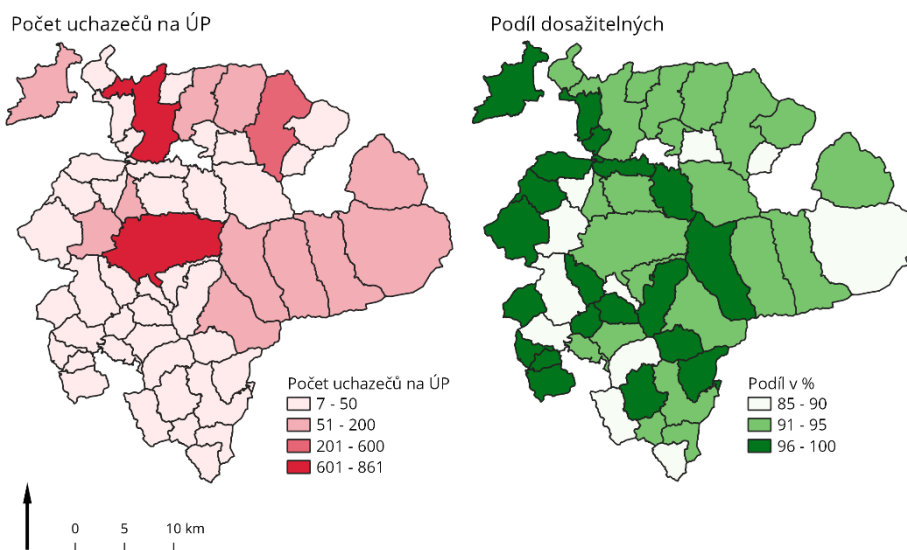 Počet uchazečů na ÚP
Podíl dosažitelných
Počet uchazečů na ÚP
7 - 50
51 - 200
201 - 600
601 - 861
Podíl v %
85 - 90
91 - 95
96 - 100
0 5 10 km